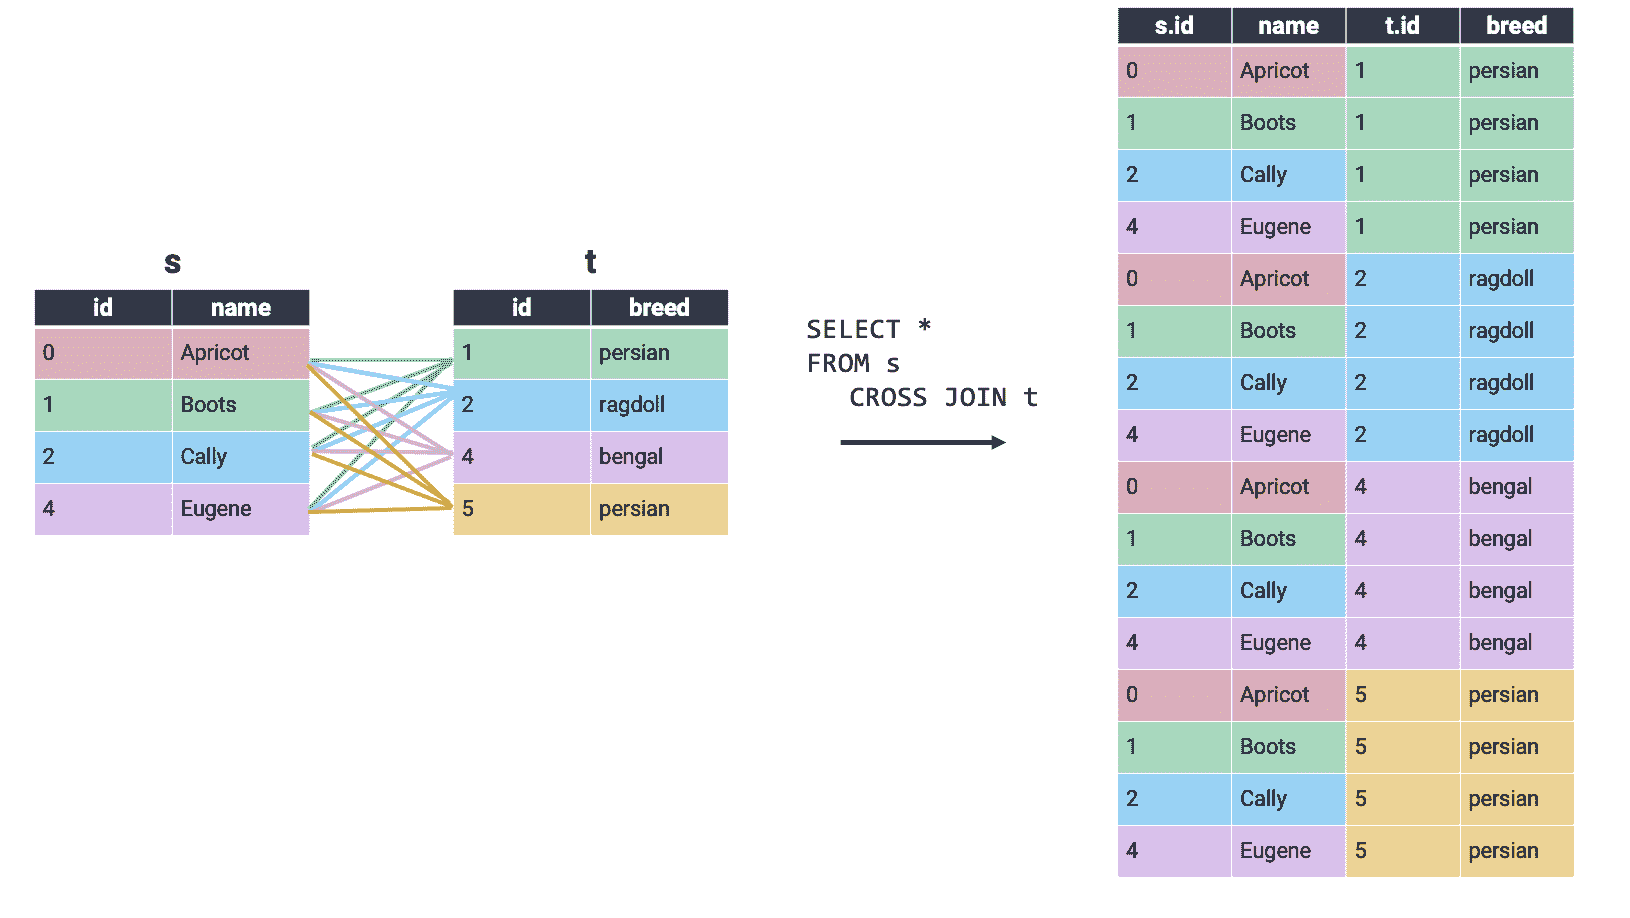 s
id name
0 Apricot
1 Boots
2 Cally
4 Eugene
t
id breed
1 persian
2 ragdoll
4 bengal
5 persian
SELECT *
FROM s
CROSS JOIN t
s.id name t.id breed
0 Apricot 1 persian
1 Boots 1 persian
2 Cally 1 persian
4 Eugene 1 persian
0 Apricot 2 ragdoll
1 Boots 2 ragdoll
2 Cally 2 ragdoll
4 Eugene 2 ragdoll
0 Apricot 4 bengal
1 Boots 4 bengal
2 Cally 4 bengal
4 Eugene 4 bengal
0 Apricot 5 persian
1 Boots 5 persian
2 Cally 5 persian
4 Eugene 5 persian